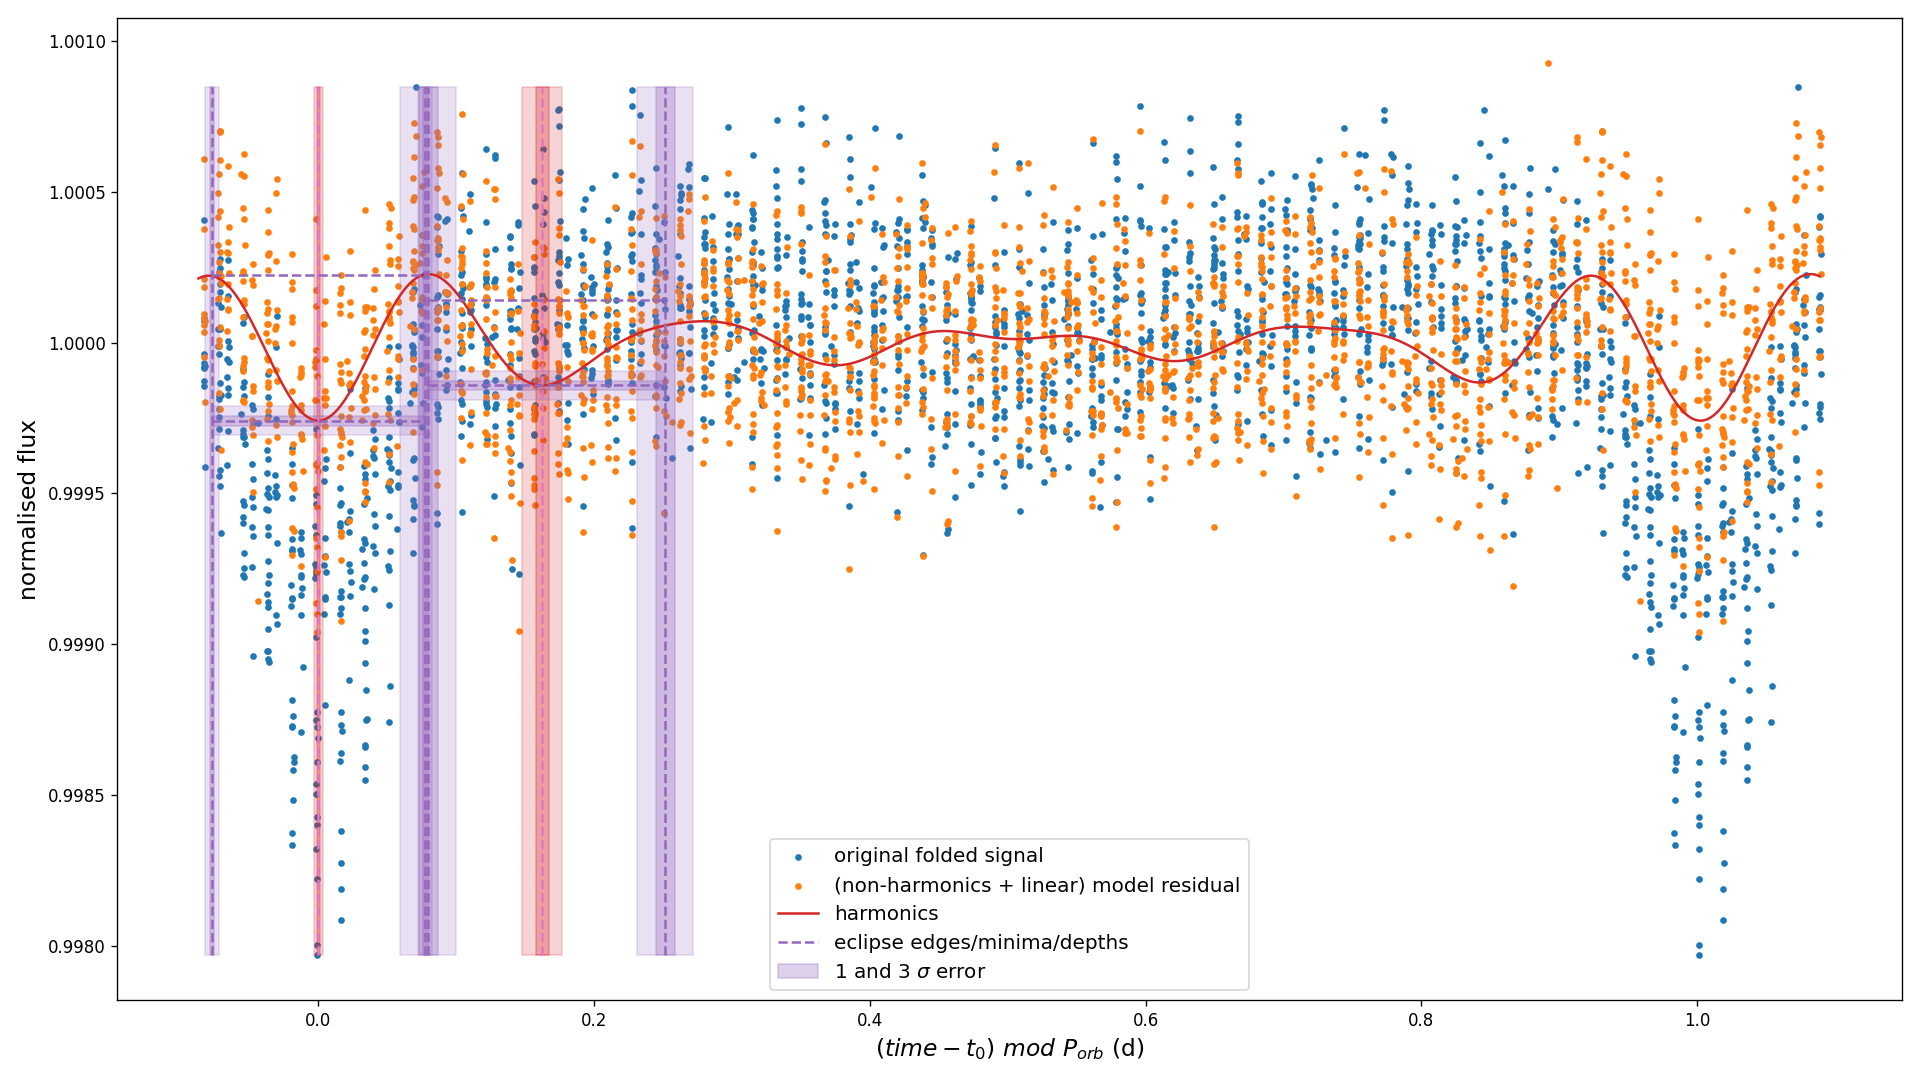 1.0010
1.0005
1.0000
0.9995
0.9990
0.9985
0.9980
normalised flux
original folded signal
(non-harmonics + linear) model residual
harmonics
eclipse edges/minima/depths
1 and 3 σ error
0.0 0.2 0.4 0.6 0.8 1.0
(time − t₀) mod P_orb (d)